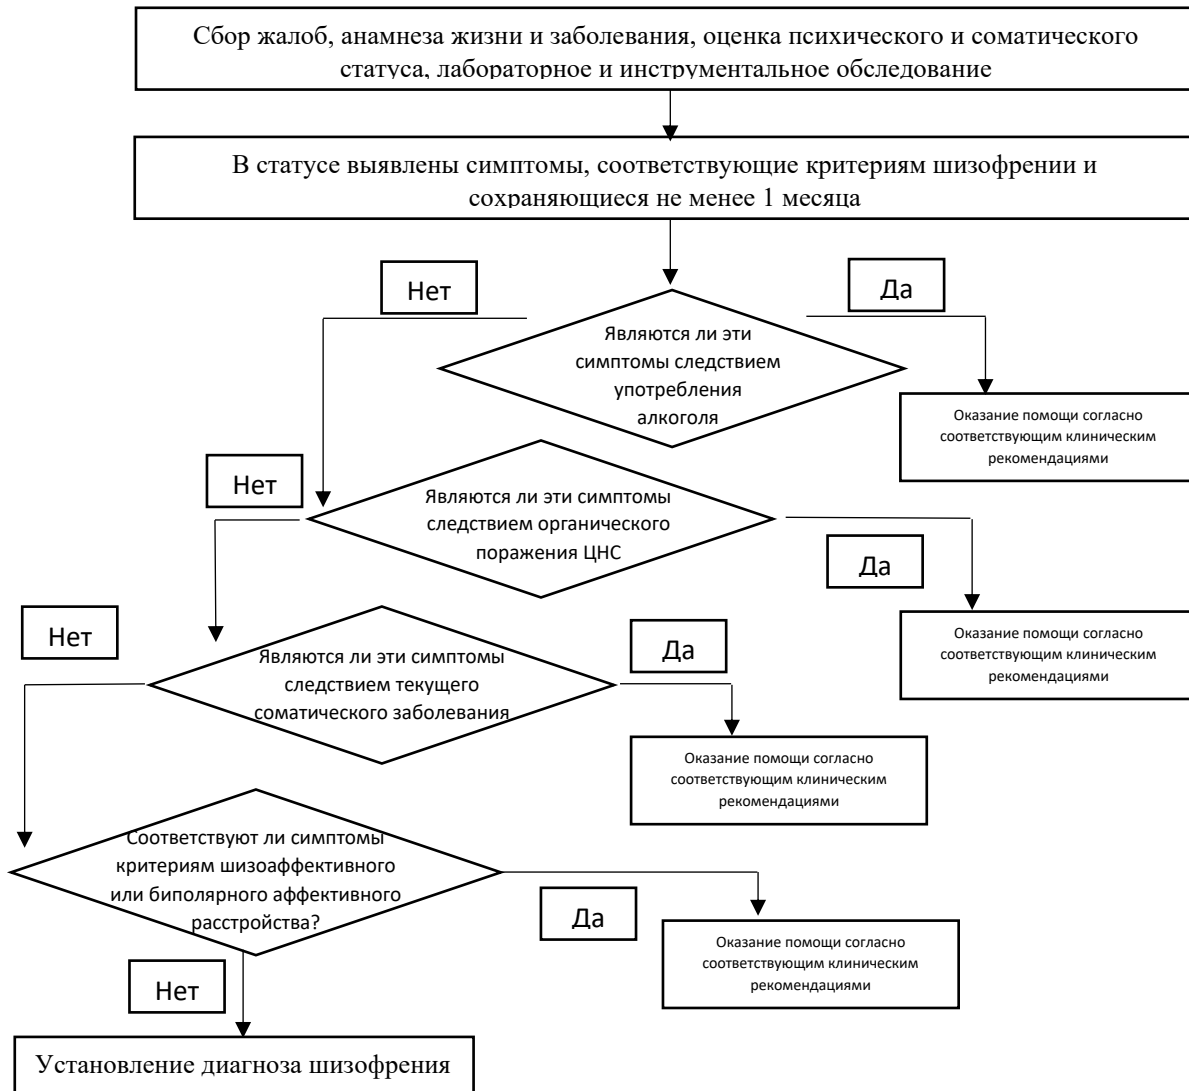 Сбор жалоб, анамнеза жизни и заболевания, оценка психического и соматического
статуса, лабораторное и инструментальное обследование
В статусе выявлены симптомы, соответствующие критериям шизофрении и
сохраняющиеся не менее 1 месяца
Нет
Да
Являются ли эти
симптомы следствием
употребления
алкоголя
Оказание помощи согласно
соответствующим клиническим
рекомендациями
Нет
Являются ли эти симптомы
следствием органического
поражения ЦНС
Да
Оказание помощи согласно
соответствующим клиническим
рекомендациями
Нет
Являются ли эти симптомы
следствием текущего
соматического заболевания
Да
Оказание помощи согласно
соответствующим клиническим
рекомендациями
Соответствуют ли симптомы
критериям шизоаффективного
или биполярного аффективного
расстройства?
Да
Оказание помощи согласно
соответствующим клиническим
рекомендациями
Нет
Установление диагноза шизофрения